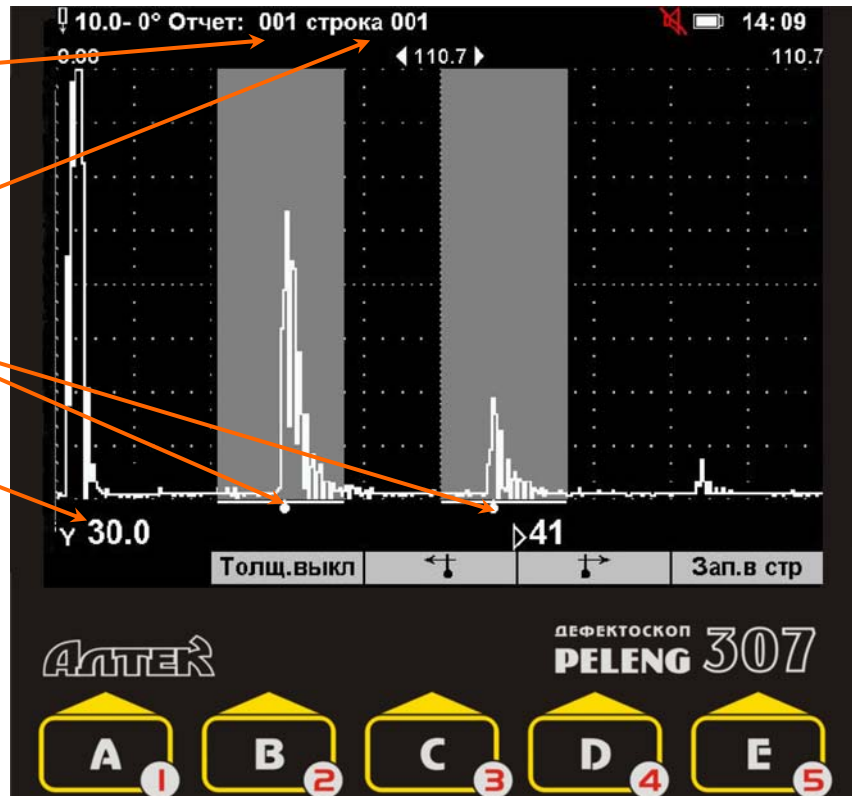 10.0- 0° Отчет: 001 строка 001 14:09
0.00 110.7 110.7
Y 30.0 41
Толщ.выкл Зап.в стр
АЛТЕК ДЕФЕКТОСКОП
PELENG 307
A 1 B 2 C 3 D 4 E 5